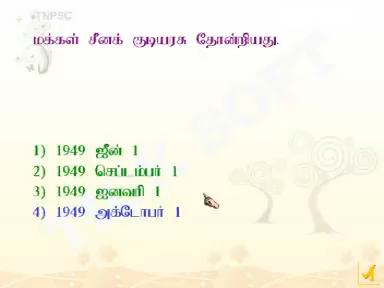 TNPSC
மக்கள் சீனக் குடியரசு தோன்றியது.
1) 1949 ஜீன் 1
2) 1949 செப்டம்பர் 1
3) 1949 ஜனவரி 1
4) 1949 அக்டோபர் 1